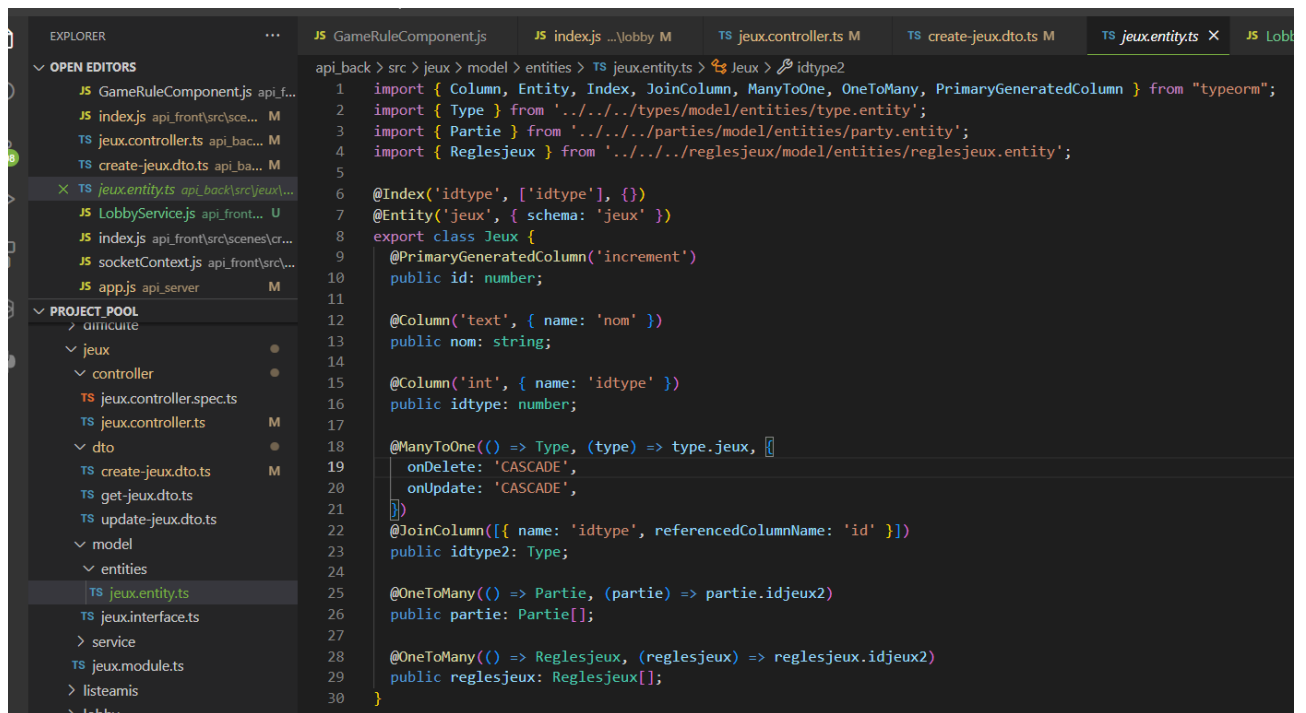 EXPLORER ···
OPEN EDITORS
JS GameRuleComponent.js api_f...
JS index.js api_front\src\sce... M
TS jeux.controller.ts api_bac... M
TS create-jeux.dto.ts api_ba... M
TS jeux.entity.ts api_back\src\jeux\...
JS LobbyService.js api_front... U
JS index.js api_front\src\scenes\cr...
JS socketContext.js api_front\src\...
JS app.js api_server M
PROJECT_POOL
difficulte
jeux
controller
TS jeux.controller.spec.ts
TS jeux.controller.ts M
dto
TS create-jeux.dto.ts M
TS get-jeux.dto.ts
TS update-jeux.dto.ts
model
entities
TS jeux.entity.ts
TS jeux.interface.ts
service
TS jeux.module.ts
listeamis
JS GameRuleComponent.js JS index.js ...\lobby M TS jeux.controller.ts M TS create-jeux.dto.ts M TS jeux.entity.ts JS Lobb
api_back > src > jeux > model > entities > TS jeux.entity.ts > Jeux > idtype2
1 import { Column, Entity, Index, JoinColumn, ManyToOne, OneToMany, PrimaryGeneratedColumn } from "typeorm";
2 import { Type } from '../../../types/model/entities/type.entity';
3 import { Partie } from '../../../parties/model/entities/party.entity';
4 import { Reglesjeux } from '../../../reglesjeux/model/entities/reglesjeux.entity';
5
6 @Index('idtype', ['idtype'], {})
7 @Entity('jeux', { schema: 'jeux' })
8 export class Jeux {
9 @PrimaryGeneratedColumn('increment')
10 public id: number;
11
12 @Column('text', { name: 'nom' })
13 public nom: string;
14
15 @Column('int', { name: 'idtype' })
16 public idtype: number;
17
18 @ManyToOne(() => Type, (type) => type.jeux, {
19 onDelete: 'CASCADE',
20 onUpdate: 'CASCADE',
21 })
22 @JoinColumn([{ name: 'idtype', referencedColumnName: 'id' }])
23 public idtype2: Type;
24
25 @OneToMany(() => Partie, (partie) => partie.idjeux2)
26 public partie: Partie[];
27
28 @OneToMany(() => Reglesjeux, (reglesjeux) => reglesjeux.idjeux2)
29 public reglesjeux: Reglesjeux[];
30 }